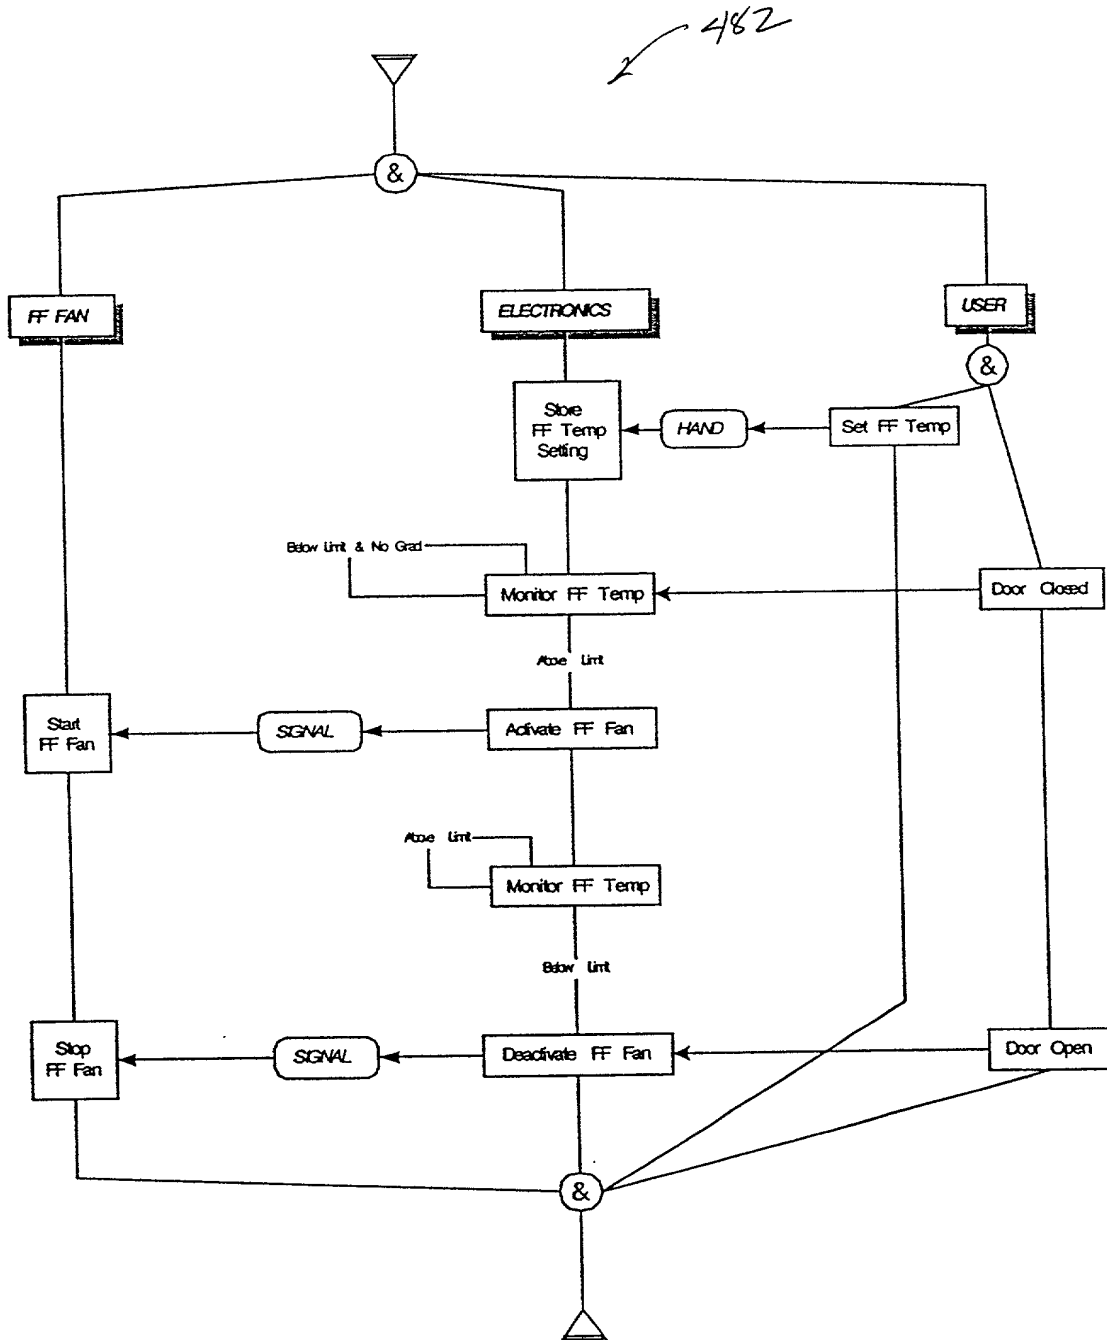 482
&
FF FAN
ELECTRONICS
USER
&
Store
FF Temp
Setting
HAND
Set FF Temp
Below Limit & No Grad
Monitor FF Temp
Door Closed
Above Limit
Start
FF Fan
SIGNAL
Activate FF Fan
Above Limit
Monitor FF Temp
Below Limit
Stop
FF Fan
SIGNAL
Deactivate FF Fan
Door Open
&